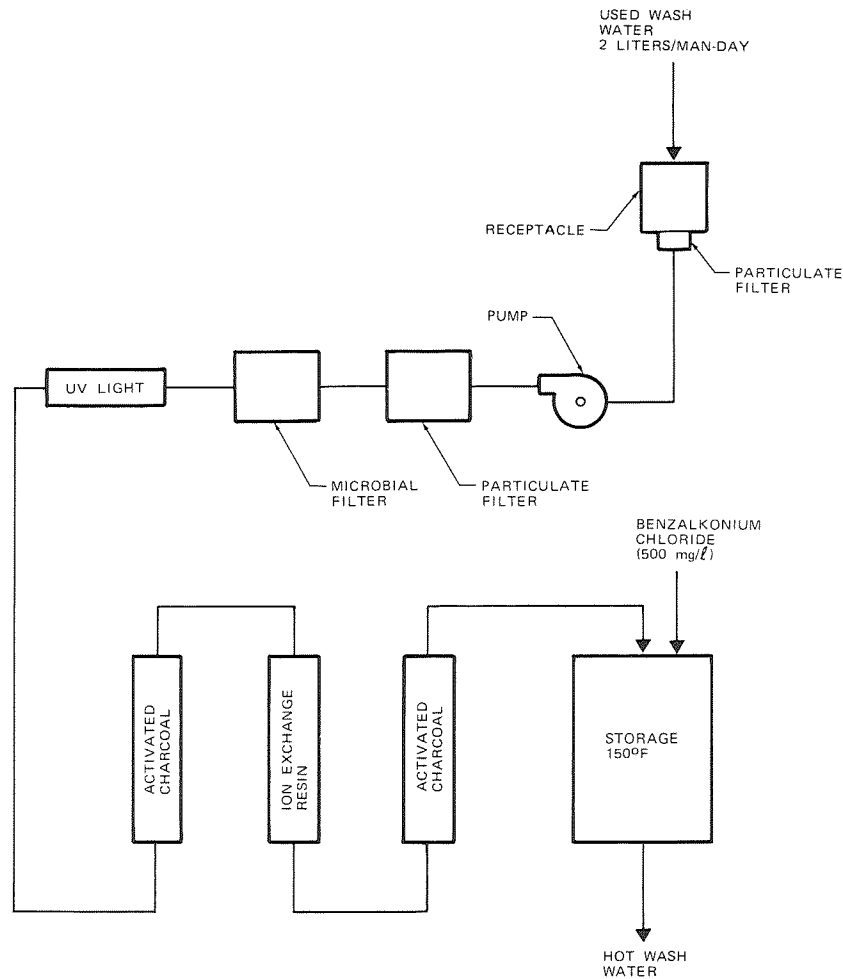 USED WASH
WATER
2 LITERS/MAN-DAY
RECEPTACLE
PARTICULATE
FILTER
PUMP
UV LIGHT
MICROBIAL
FILTER
PARTICULATE
FILTER
BENZALKONIUM
CHLORIDE
(500 mg/ℓ)
ACTIVATED
CHARCOAL
ION EXCHANGE
RESIN
ACTIVATED
CHARCOAL
STORAGE
150ºF
HOT WASH
WATER